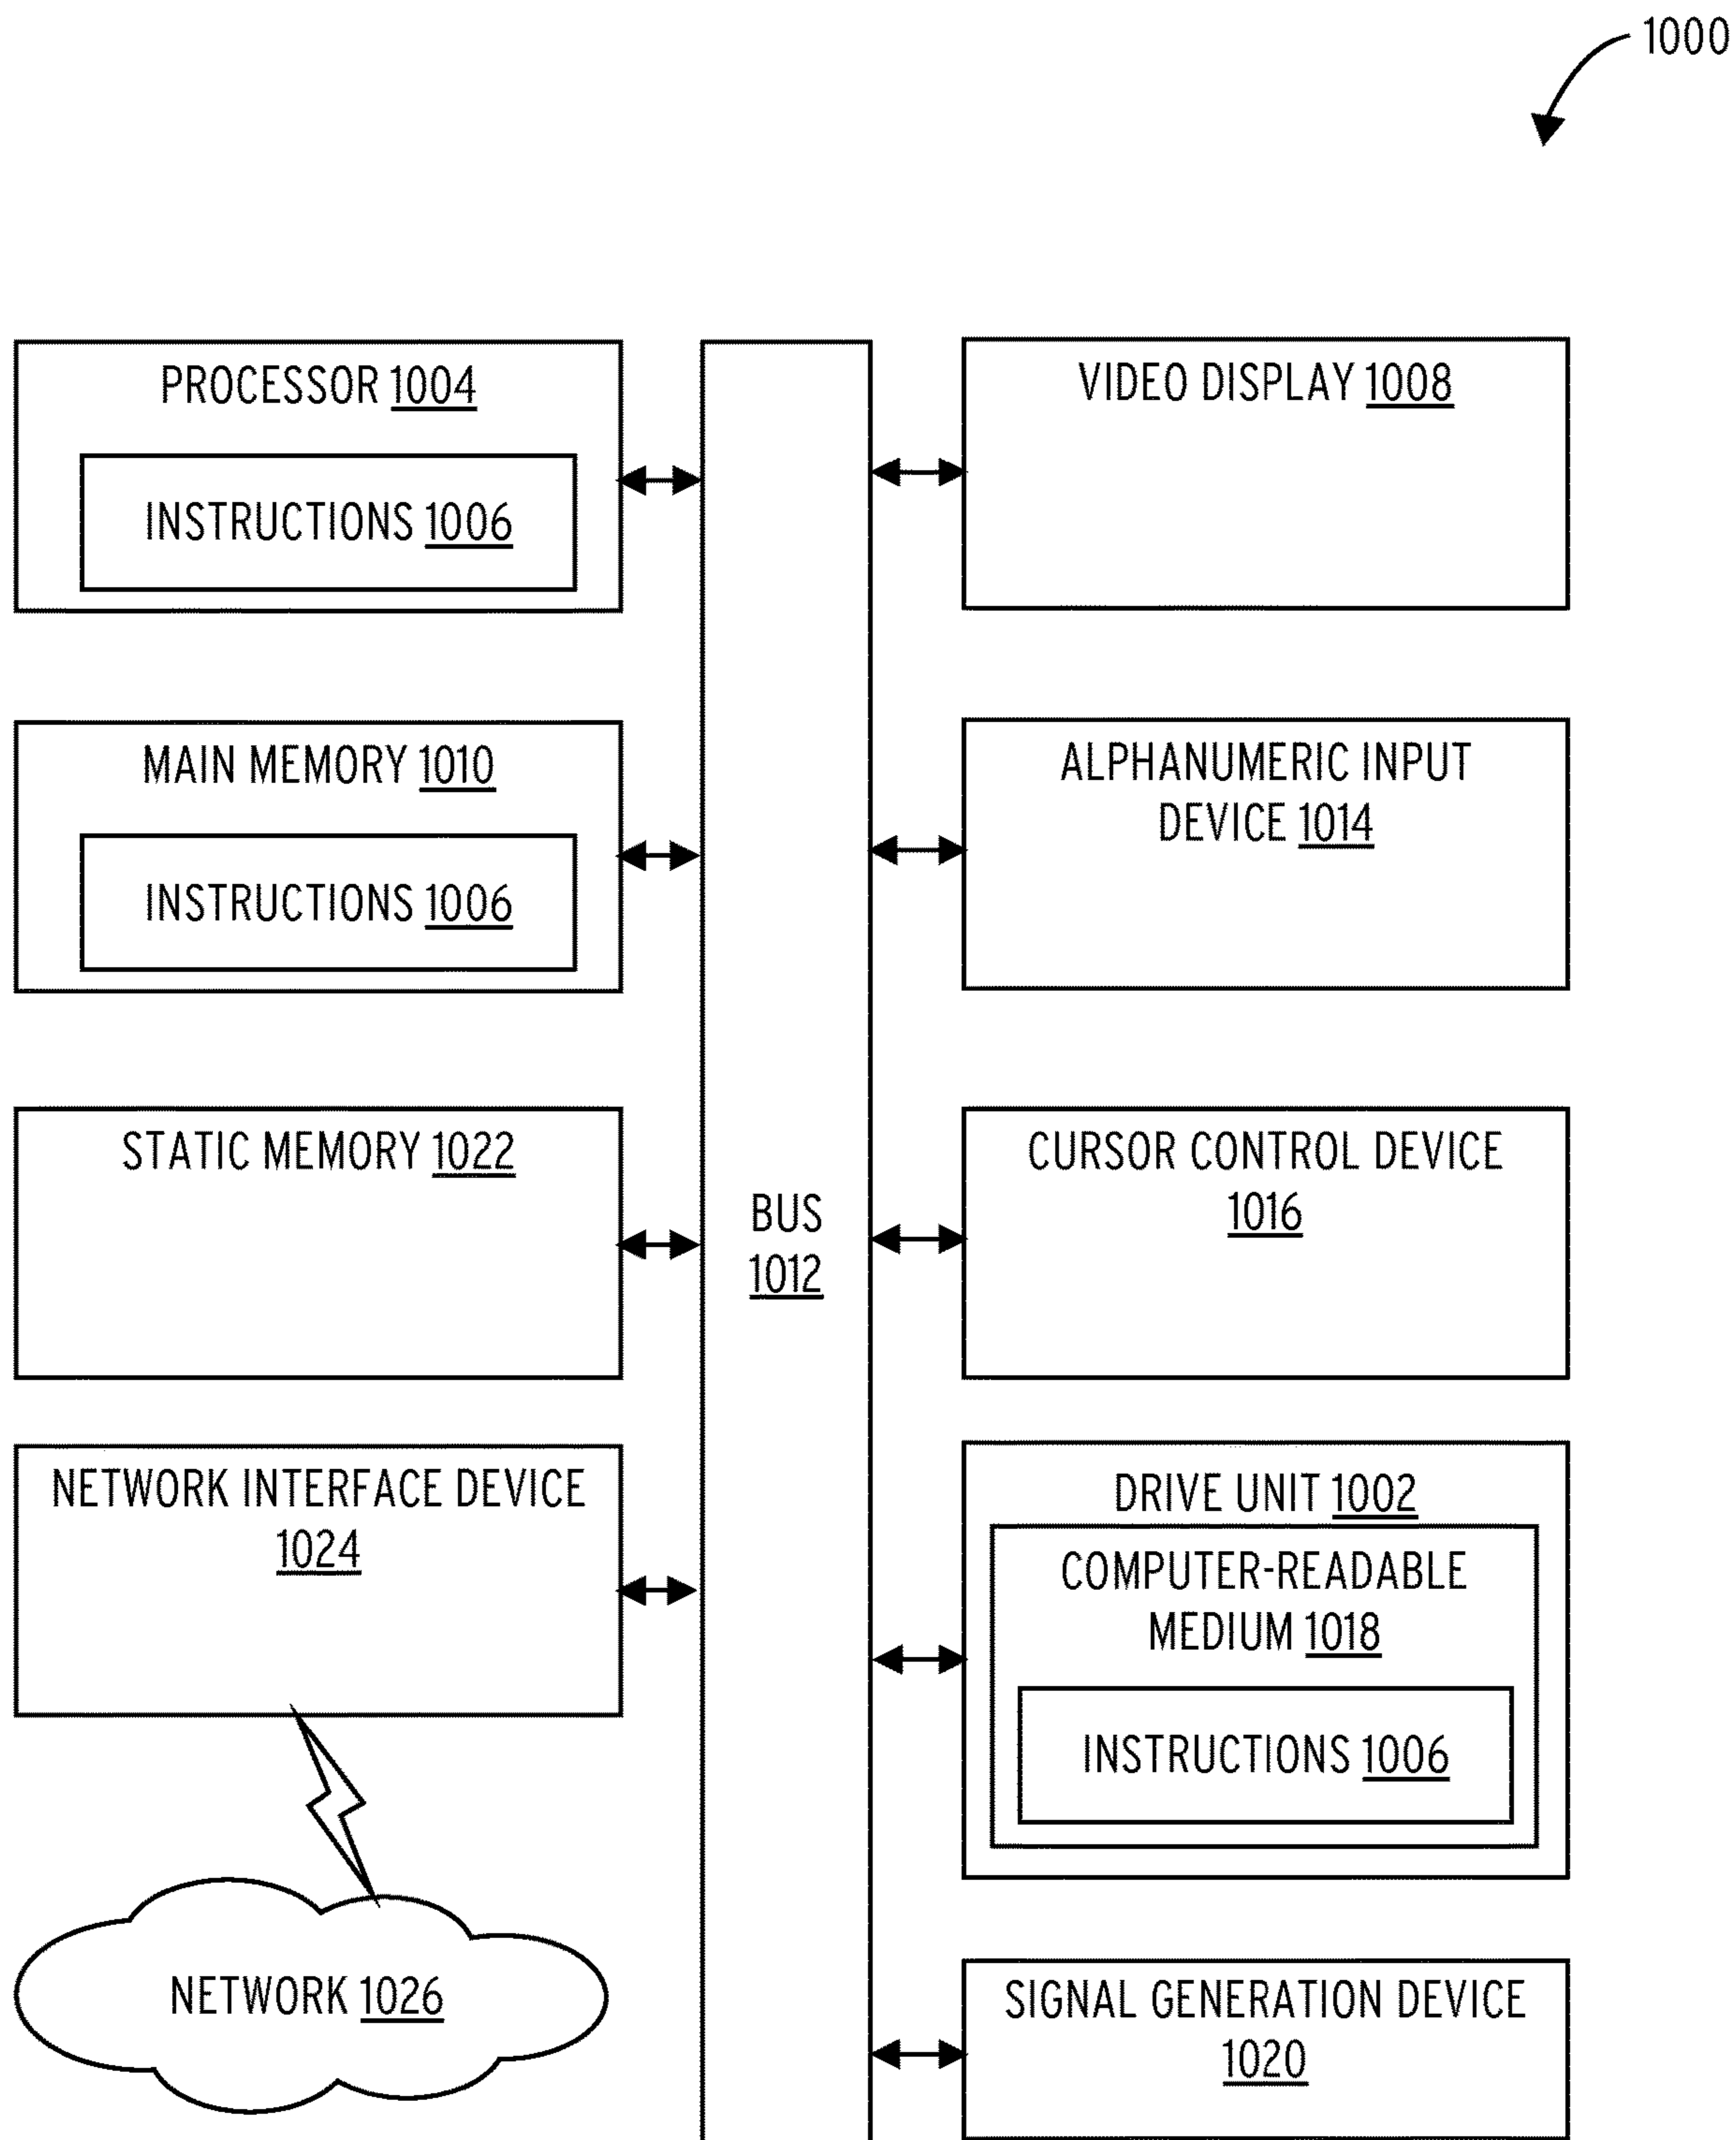 1000
PROCESSOR 1004
INSTRUCTIONS 1006
MAIN MEMORY 1010
INSTRUCTIONS 1006
STATIC MEMORY 1022
NETWORK INTERFACE DEVICE
1024
NETWORK 1026
BUS
1012
VIDEO DISPLAY 1008
ALPHANUMERIC INPUT
DEVICE 1014
CURSOR CONTROL DEVICE
1016
DRIVE UNIT 1002
COMPUTER-READABLE
MEDIUM 1018
INSTRUCTIONS 1006
SIGNAL GENERATION DEVICE
1020